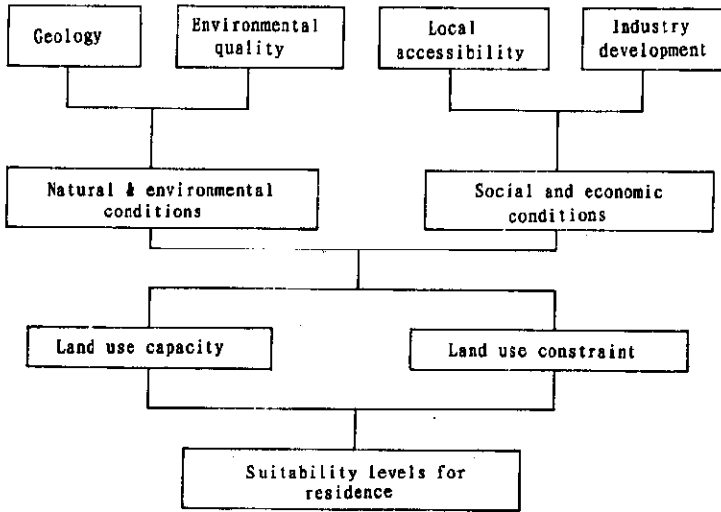 Geology
Environmental
quality
Local
accessibility
Industry
development
Natural & environmental
conditions
Social and economic
conditions
Land use capacity
Land use constraint
Suitability levels for
residence